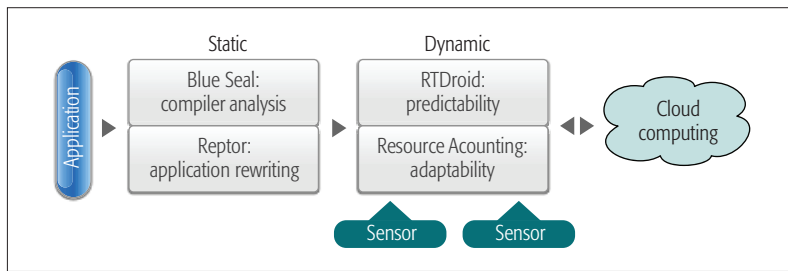 Static
Dynamic
Application
Blue Seal:
compiler analysis
Reptor:
application rewriting
RTDroid:
predictability
Resource Acounting:
adaptability
Cloud
computing
Sensor
Sensor